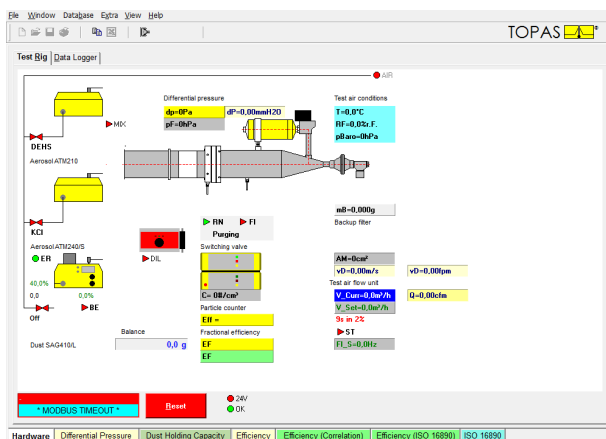 File Window Database Extra View Help
TOPAS
Test Rig Data Logger
AIR
Differential pressure
Test air conditions
dp=0Pa dP=0,00mmH2O
T=0,0°C
pF=0hPa
RF=0,0%r.F.
MIX
pBaro=0hPa
DEHS
Aerosol ATM210
mB=0,000g
Backup filter
RN FI
Purging
KCl
Aerosol ATM240/S
Switching valve
ER
DIL
AM=0cm²
vD=0,00m/s vD=0,00fpm
40,0%
Test air flow unit
0,0 0,0%
C= 0#/cm³
V_Curr=0,0m³/h Q=0,00cfm
BE
Particle counter
V_Set=0,0m³/h
Off
Eff =
9s in 2%
Balance
Fractional efficiency
ST
Dust SAG410/L
0,0 g
EF
FI_S=0,0Hz
EF
-
* MODBUS TIMEOUT *
Reset
24V
OK
Hardware Differential Pressure Dust Holding Capacity Efficiency Efficiency (Correlation) Efficiency (ISO 16890) ISO 16890